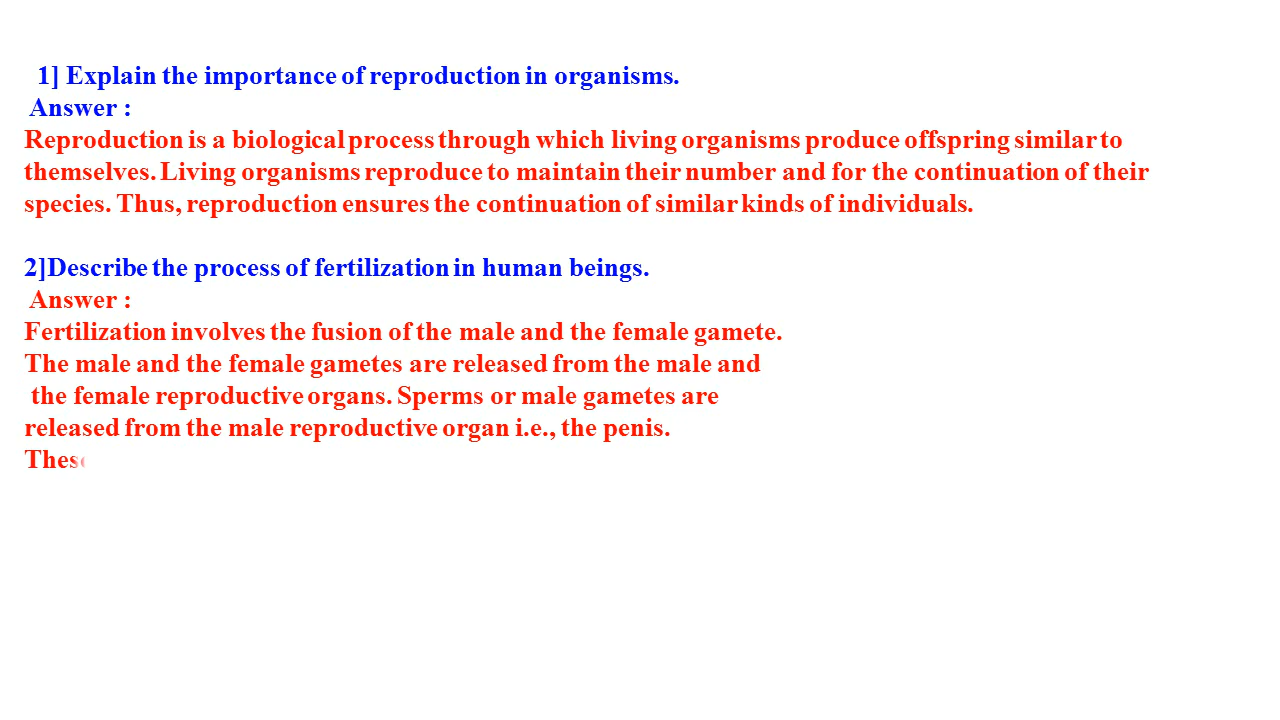 1] Explain the importance of reproduction in organisms.
Answer :
Reproduction is a biological process through which living organisms produce offspring similar to
themselves. Living organisms reproduce to maintain their number and for the continuation of their
species. Thus, reproduction ensures the continuation of similar kinds of individuals.
2]Describe the process of fertilization in human beings.
Answer :
Fertilization involves the fusion of the male and the female gamete.
The male and the female gametes are released from the male and
the female reproductive organs. Sperms or male gametes are
released from the male reproductive organ i.e., the penis.